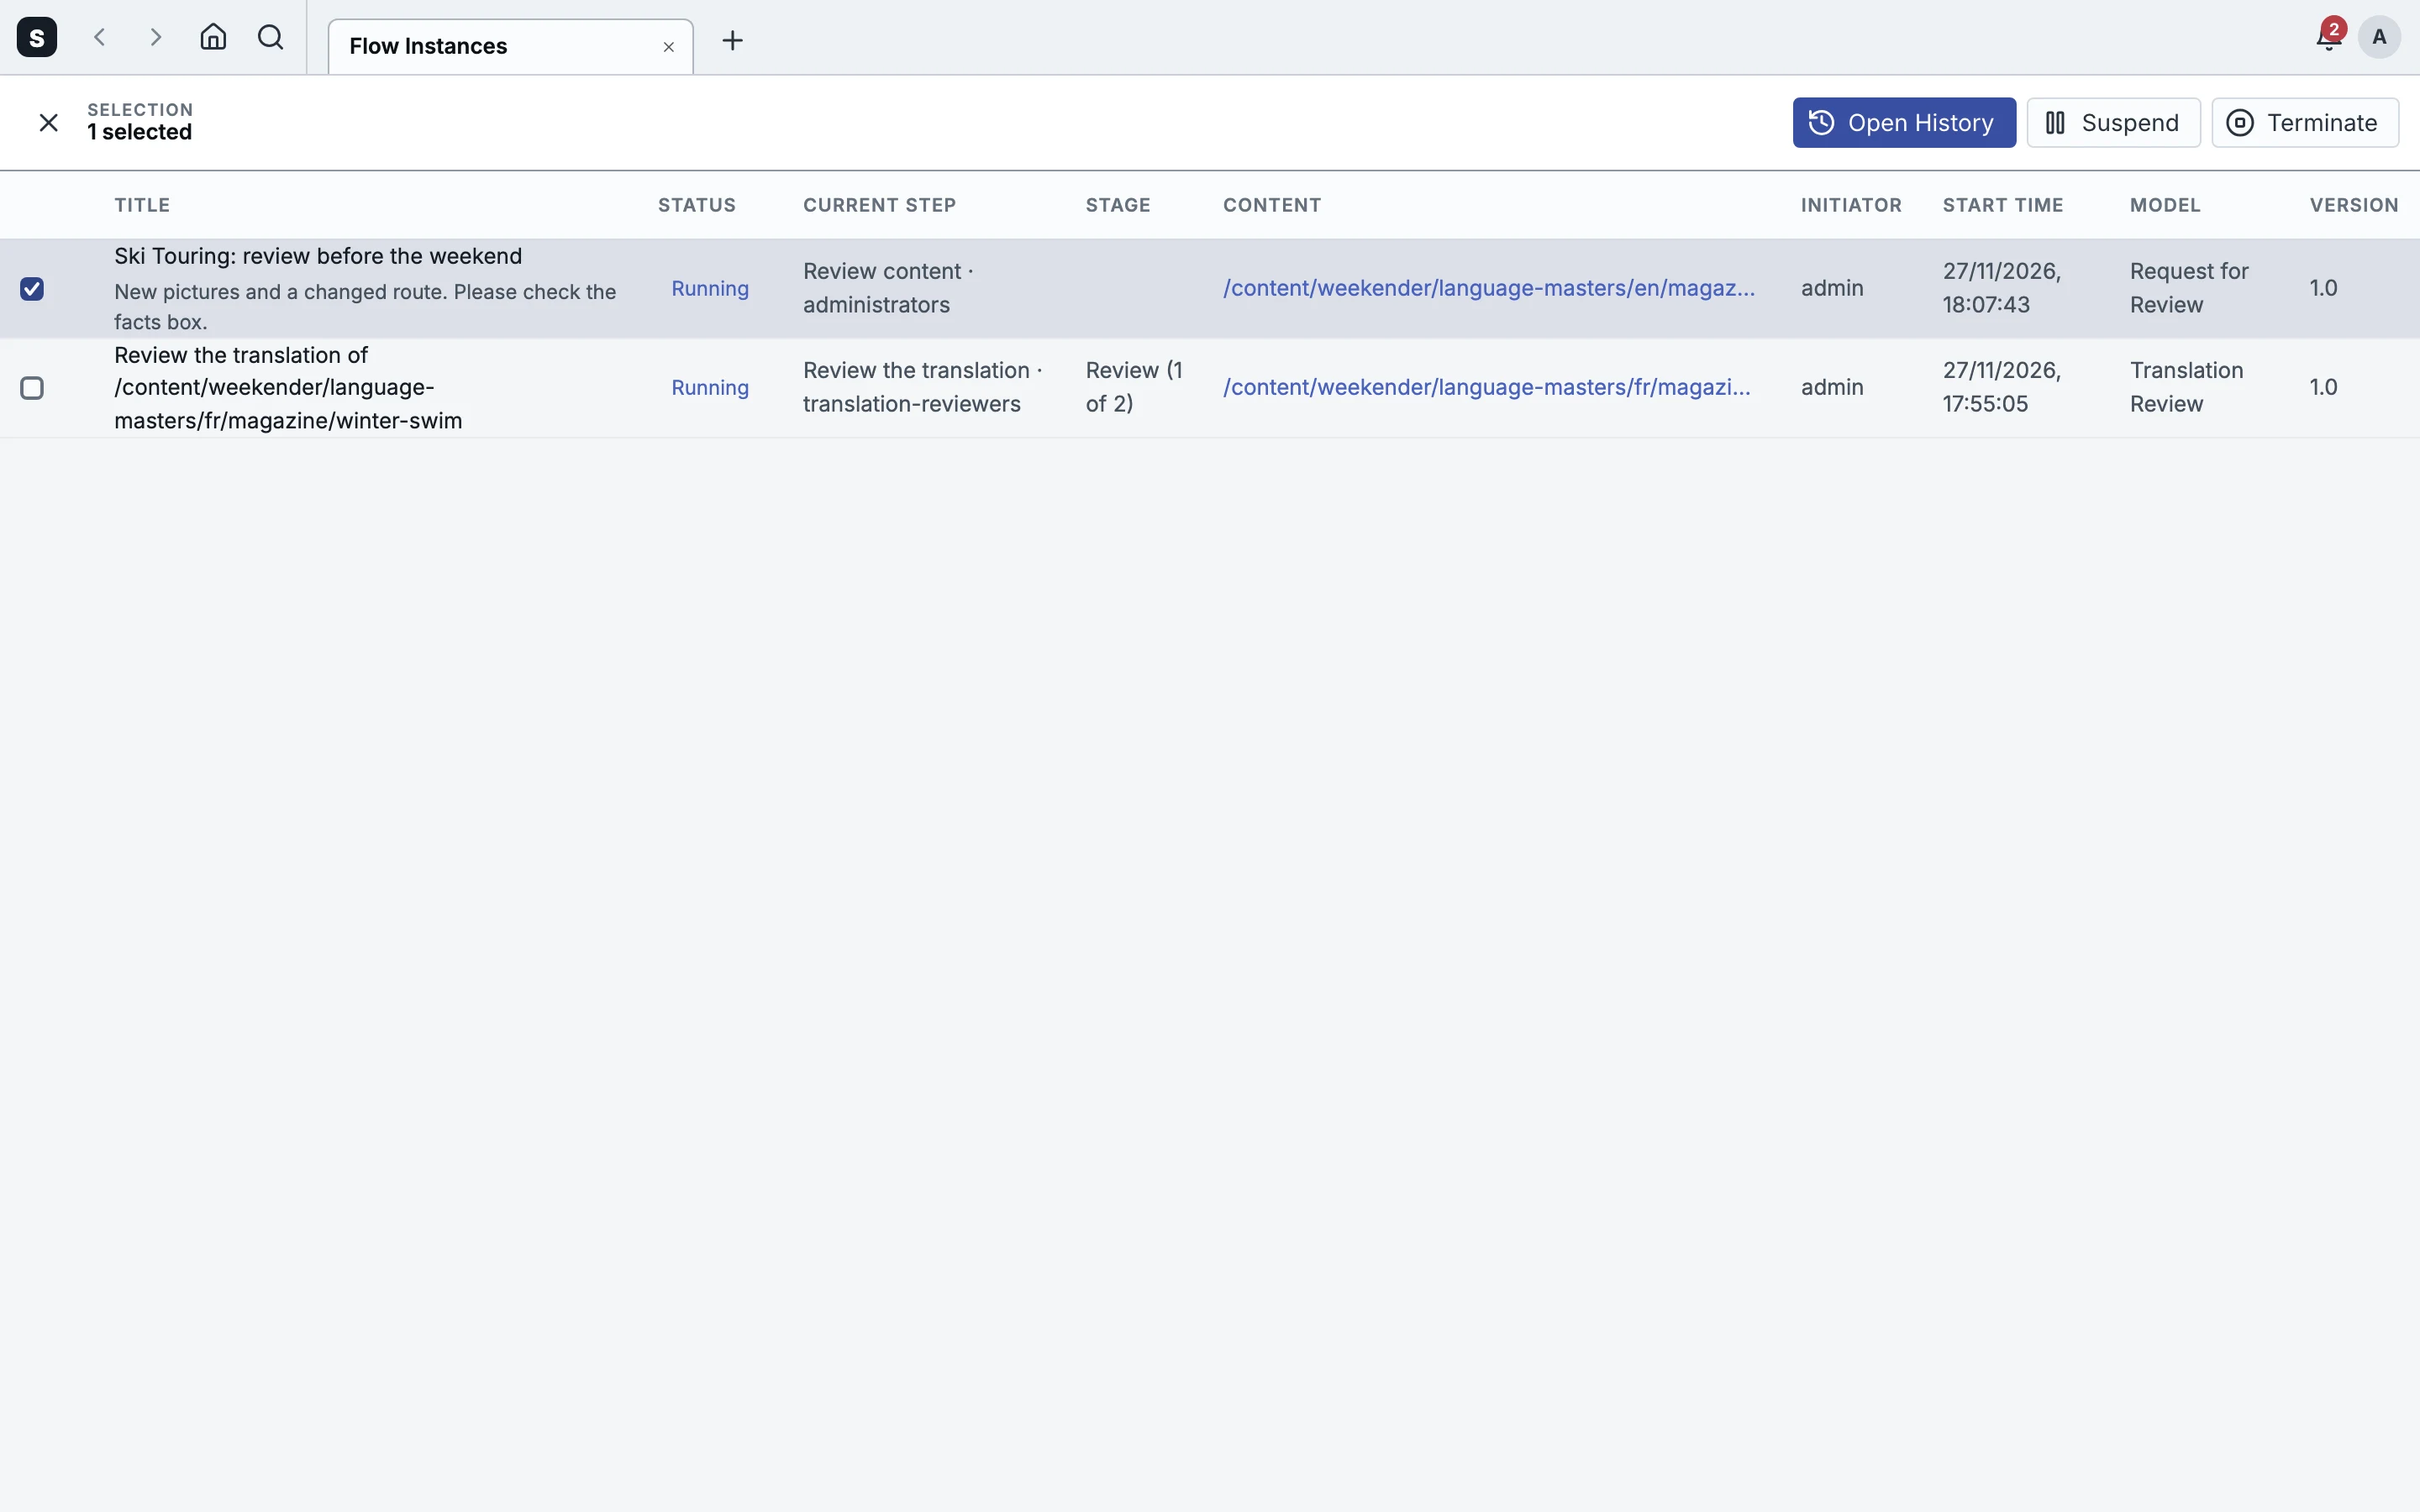 S
Flow Instances
2
A
SELECTION
1 selected
Open History
Suspend
Terminate
TITLE STATUS CURRENT STEP STAGE CONTENT INITIATOR START TIME MODEL VERSION
Ski Touring: review before the weekend
New pictures and a changed route. Please check the
facts box.
Running
Review content ·
administrators
/content/weekender/language-masters/en/magaz...
admin
27/11/2026,
18:07:43
Request for
Review
1.0
Review the translation of
/content/weekender/language-
masters/fr/magazine/winter-swim
Running
Review the translation ·
translation-reviewers
Review (1
of 2)
/content/weekender/language-masters/fr/magazi...
admin
27/11/2026,
17:55:05
Translation
Review
1.0